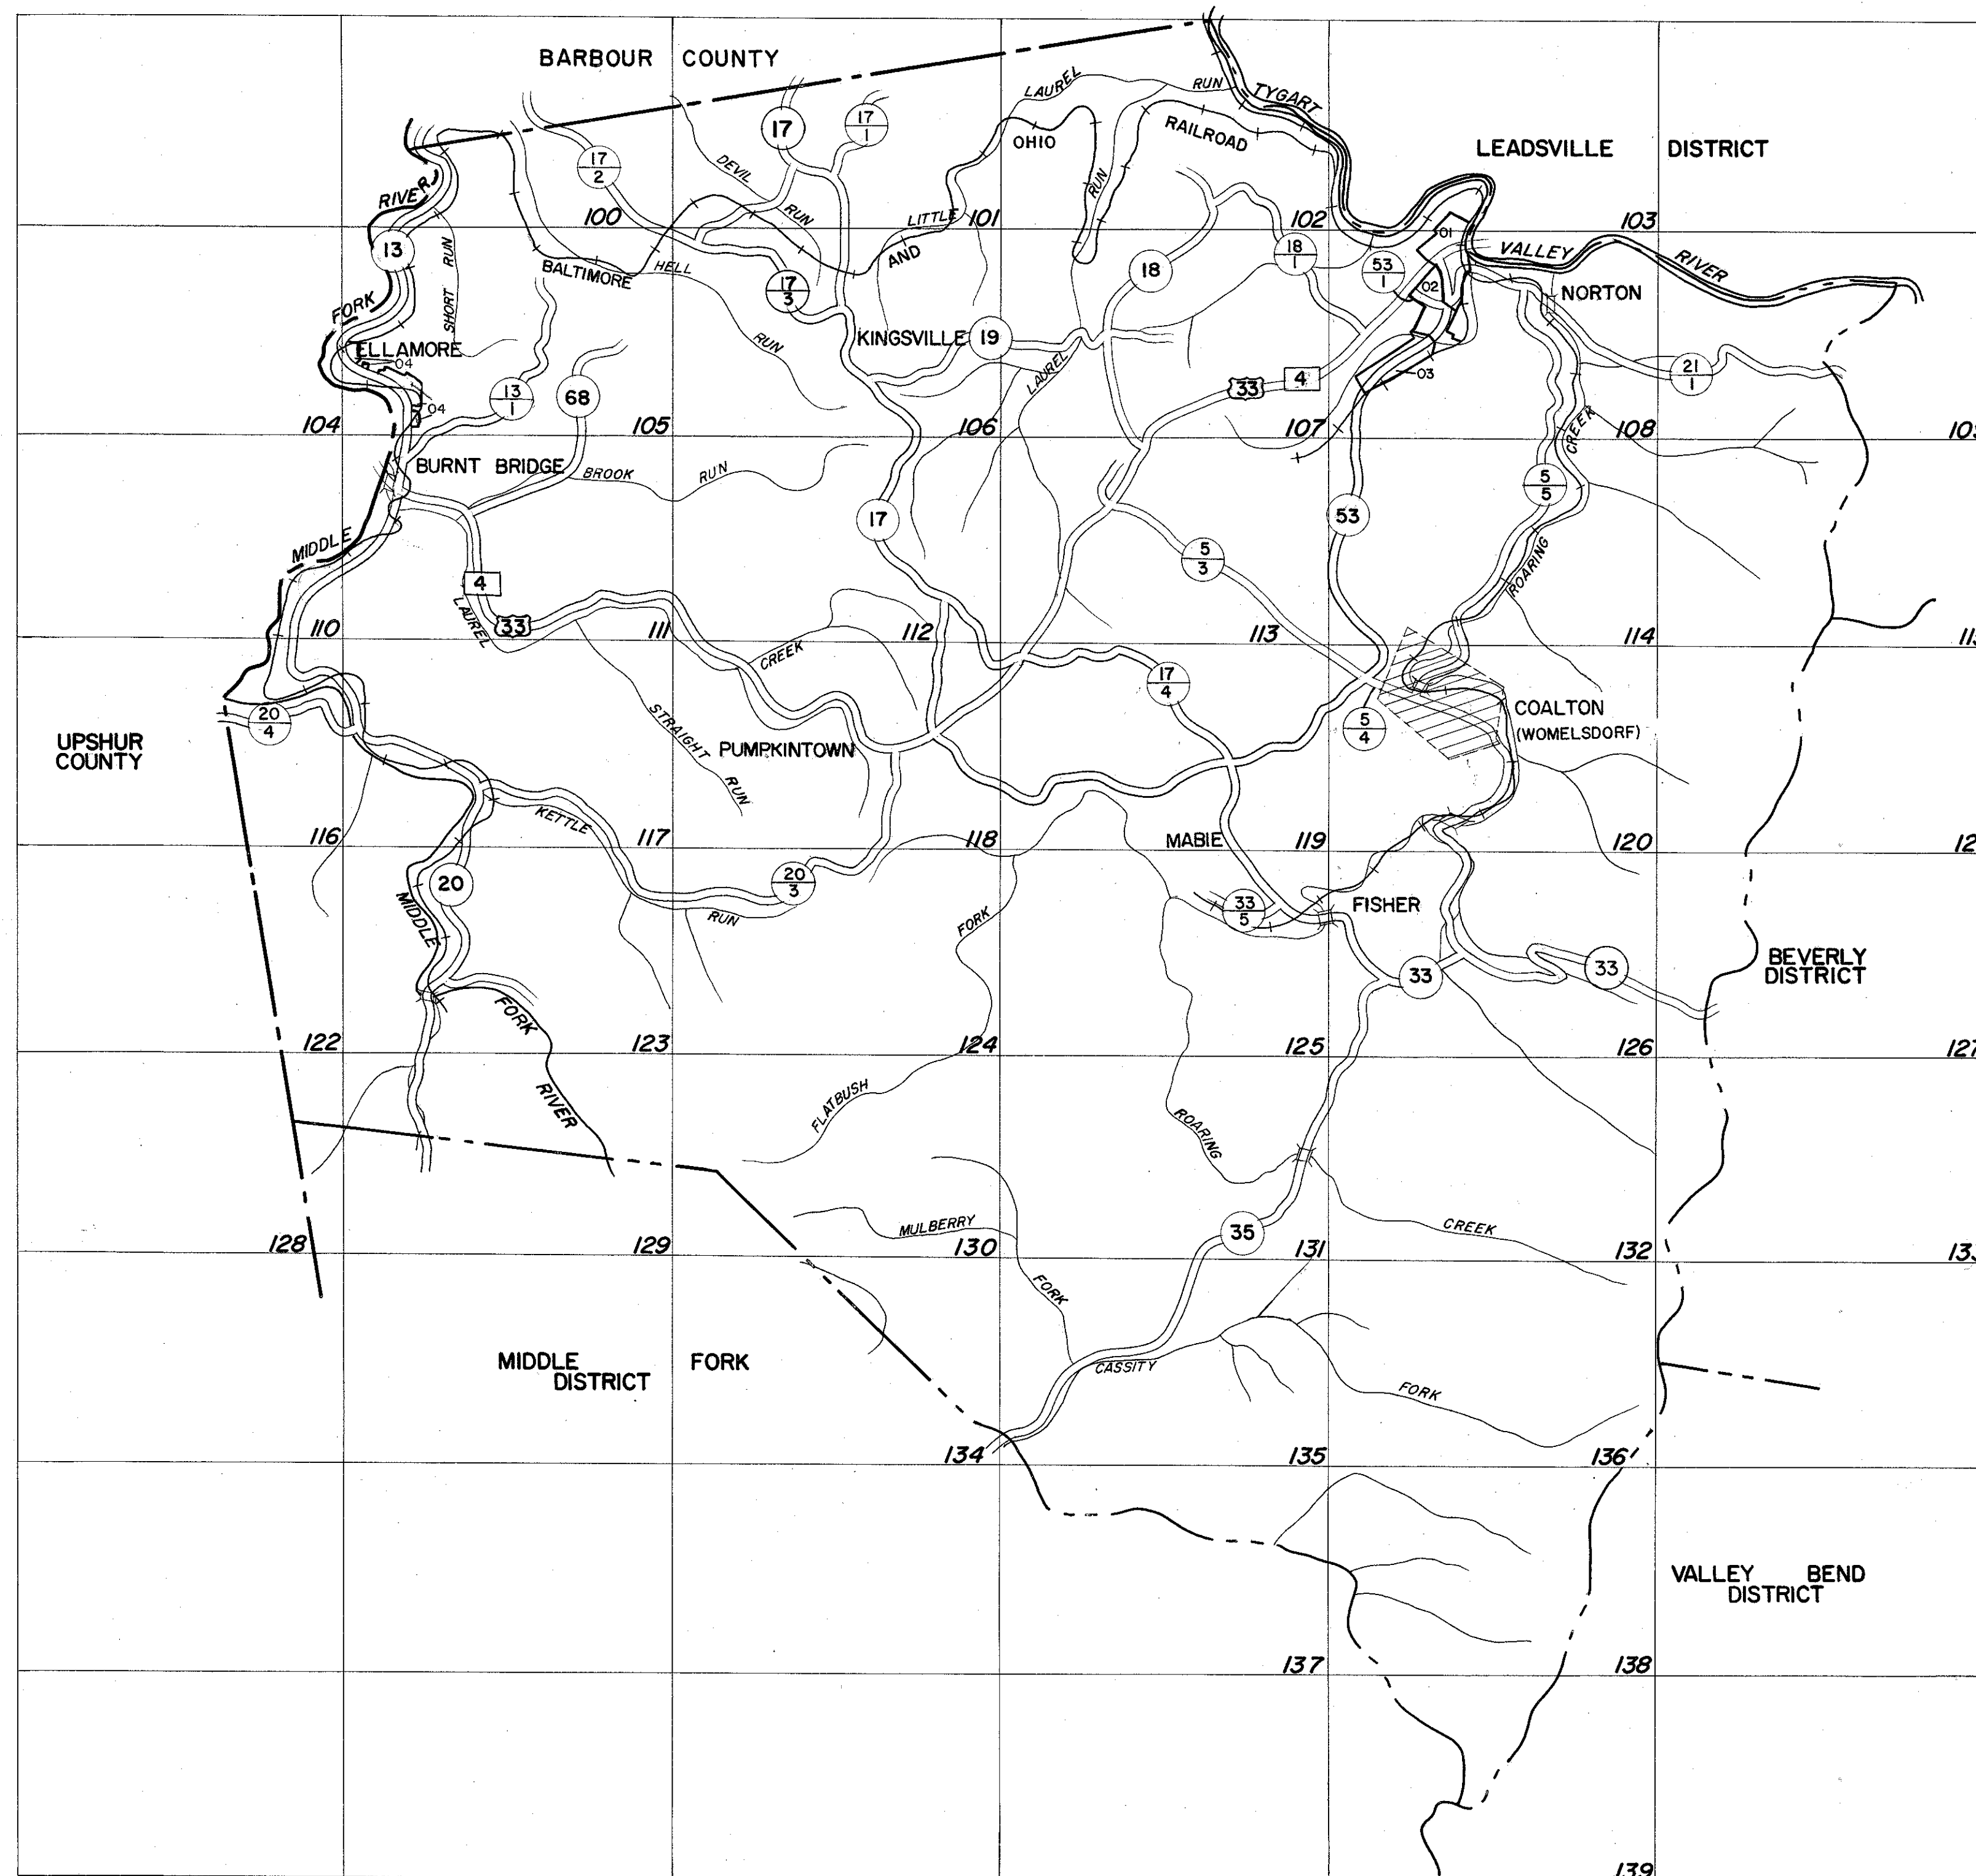 BARBOUR COUNTY
LAUREL RUN
TYGART
17
17
1
OHIO
RAILROAD
LEADSVILLE DISTRICT
17
2
DEVIL
RUN
RUN
RIVER
100
LITTLE
101
102
103
13
RUN
SHORT
BALTIMORE
HELL
AND
18
18
1
53
1
01
02
VALLEY
RIVER
NORTON
17
3
FORK
RUN
KINGSVILLE
19
LAUREL
ELLAMORE
04
04
13
1
68
33
4
03
21
1
104
105
106
107
108
CREEK
BURNT BRIDGE
BROOK RUN
5
5
17
53
MIDDLE
5
3
ROARING
4
LAUREL
33
110
111
112
113
114
CREEK
17
4
20
4
STRAIGHT
RUN
PUMPKINTOWN
5
4
COALTON
(WOMELSDORF)
UPSHUR
COUNTY
KETTLE
116
117
118
MABIE
119
120
20
20
3
RUN
MIDDLE
FORK
33
5
FISHER
33
33
BEVERLY
DISTRICT
FORK
122
123
124
125
126
127
RIVER
FLATBUSH
ROARING
MULBERRY
35
CREEK
128
129
130
131
132
133
FORK
MIDDLE FORK
DISTRICT
CASSITY
FORK
134
135
136
VALLEY BEND
DISTRICT
137
138
139